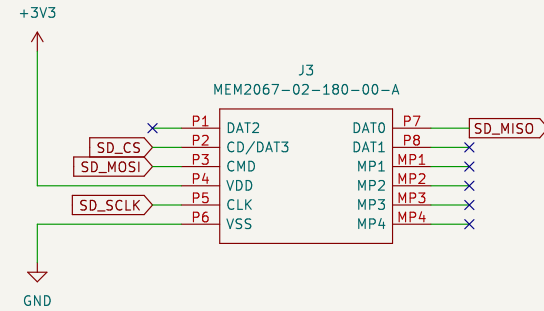 +3V3
J3
MEM2067-02-180-00-A
P1 DAT2 DAT0 P7 SD_MISO
SD_CS P2 CD/DAT3 DAT1 P8
SD_MOSI P3 CMD MP1 MP1
P4 VDD MP2 MP2
SD_SCLK P5 CLK MP3 MP3
P6 VSS MP4 MP4
GND